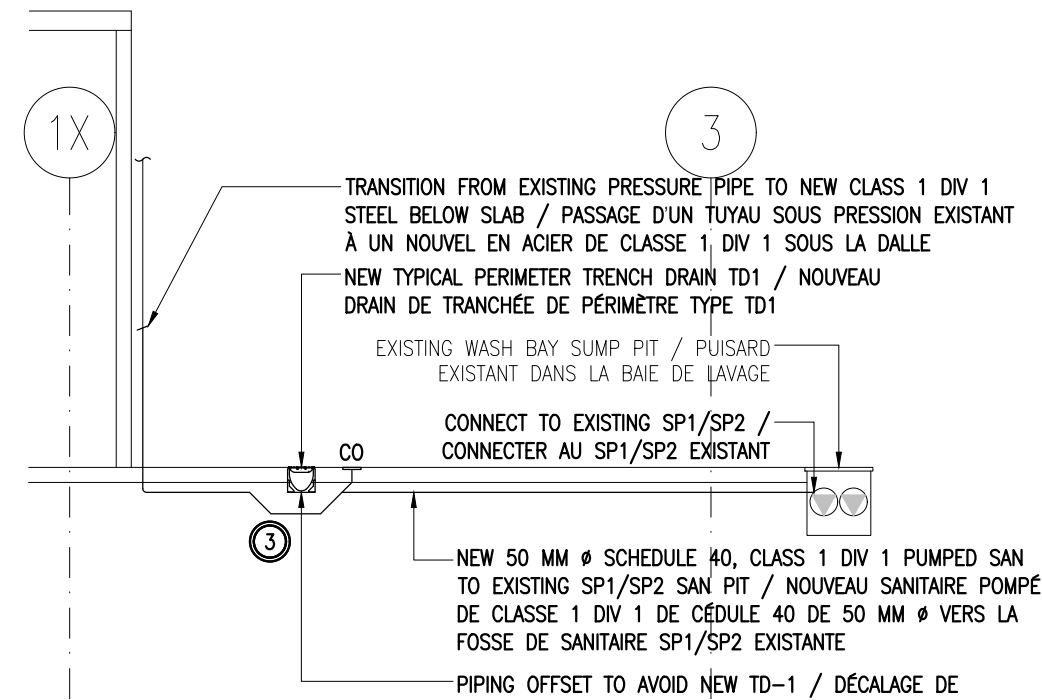 1X
3
TRANSITION FROM EXISTING PRESSURE PIPE TO NEW CLASS 1 DIV 1
STEEL BELOW SLAB / PASSAGE D'UN TUYAU SOUS PRESSION EXISTANT
À UN NOUVEL EN ACIER DE CLASSE 1 DIV 1 SOUS LA DALLE
NEW TYPICAL PERIMETER TRENCH DRAIN TD1 / NOUVEAU
DRAIN DE TRANCHÉE DE PÉRIMÈTRE TYPE TD1
EXISTING WASH BAY SUMP PIT / PUISARD
EXISTANT DANS LA BAIE DE LAVAGE
CONNECT TO EXISTING SP1/SP2 /
CONNECTER AU SP1/SP2 EXISTANT
CO
3
NEW 50 MM ø SCHEDULE 40, CLASS 1 DIV 1 PUMPED SAN
TO EXISTING SP1/SP2 SAN PIT / NOUVEAU SANITAIRE POMPÉ
DE CLASSE 1 DIV 1 DE CÉDULE 40 DE 50 MM ø VERS LA
FOSSE DE SANITAIRE SP1/SP2 EXISTANTE
PIPING OFFSET TO AVOID NEW TD-1 / DÉCALAGE DE